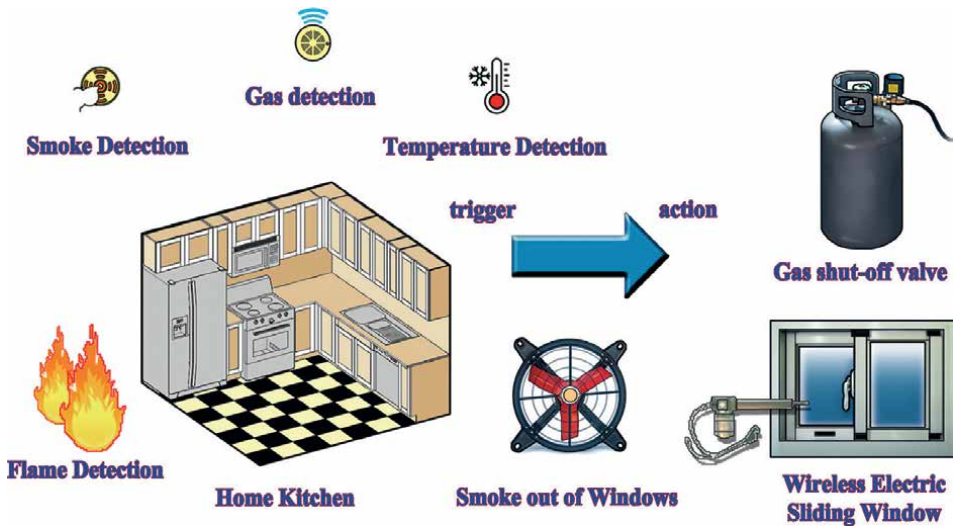 Gas detection
Smoke Detection
Temperature Detection
trigger
action
Gas shut-off valve
Flame Detection
Home Kitchen
Smoke out of Windows
Wireless Electric
Sliding Window